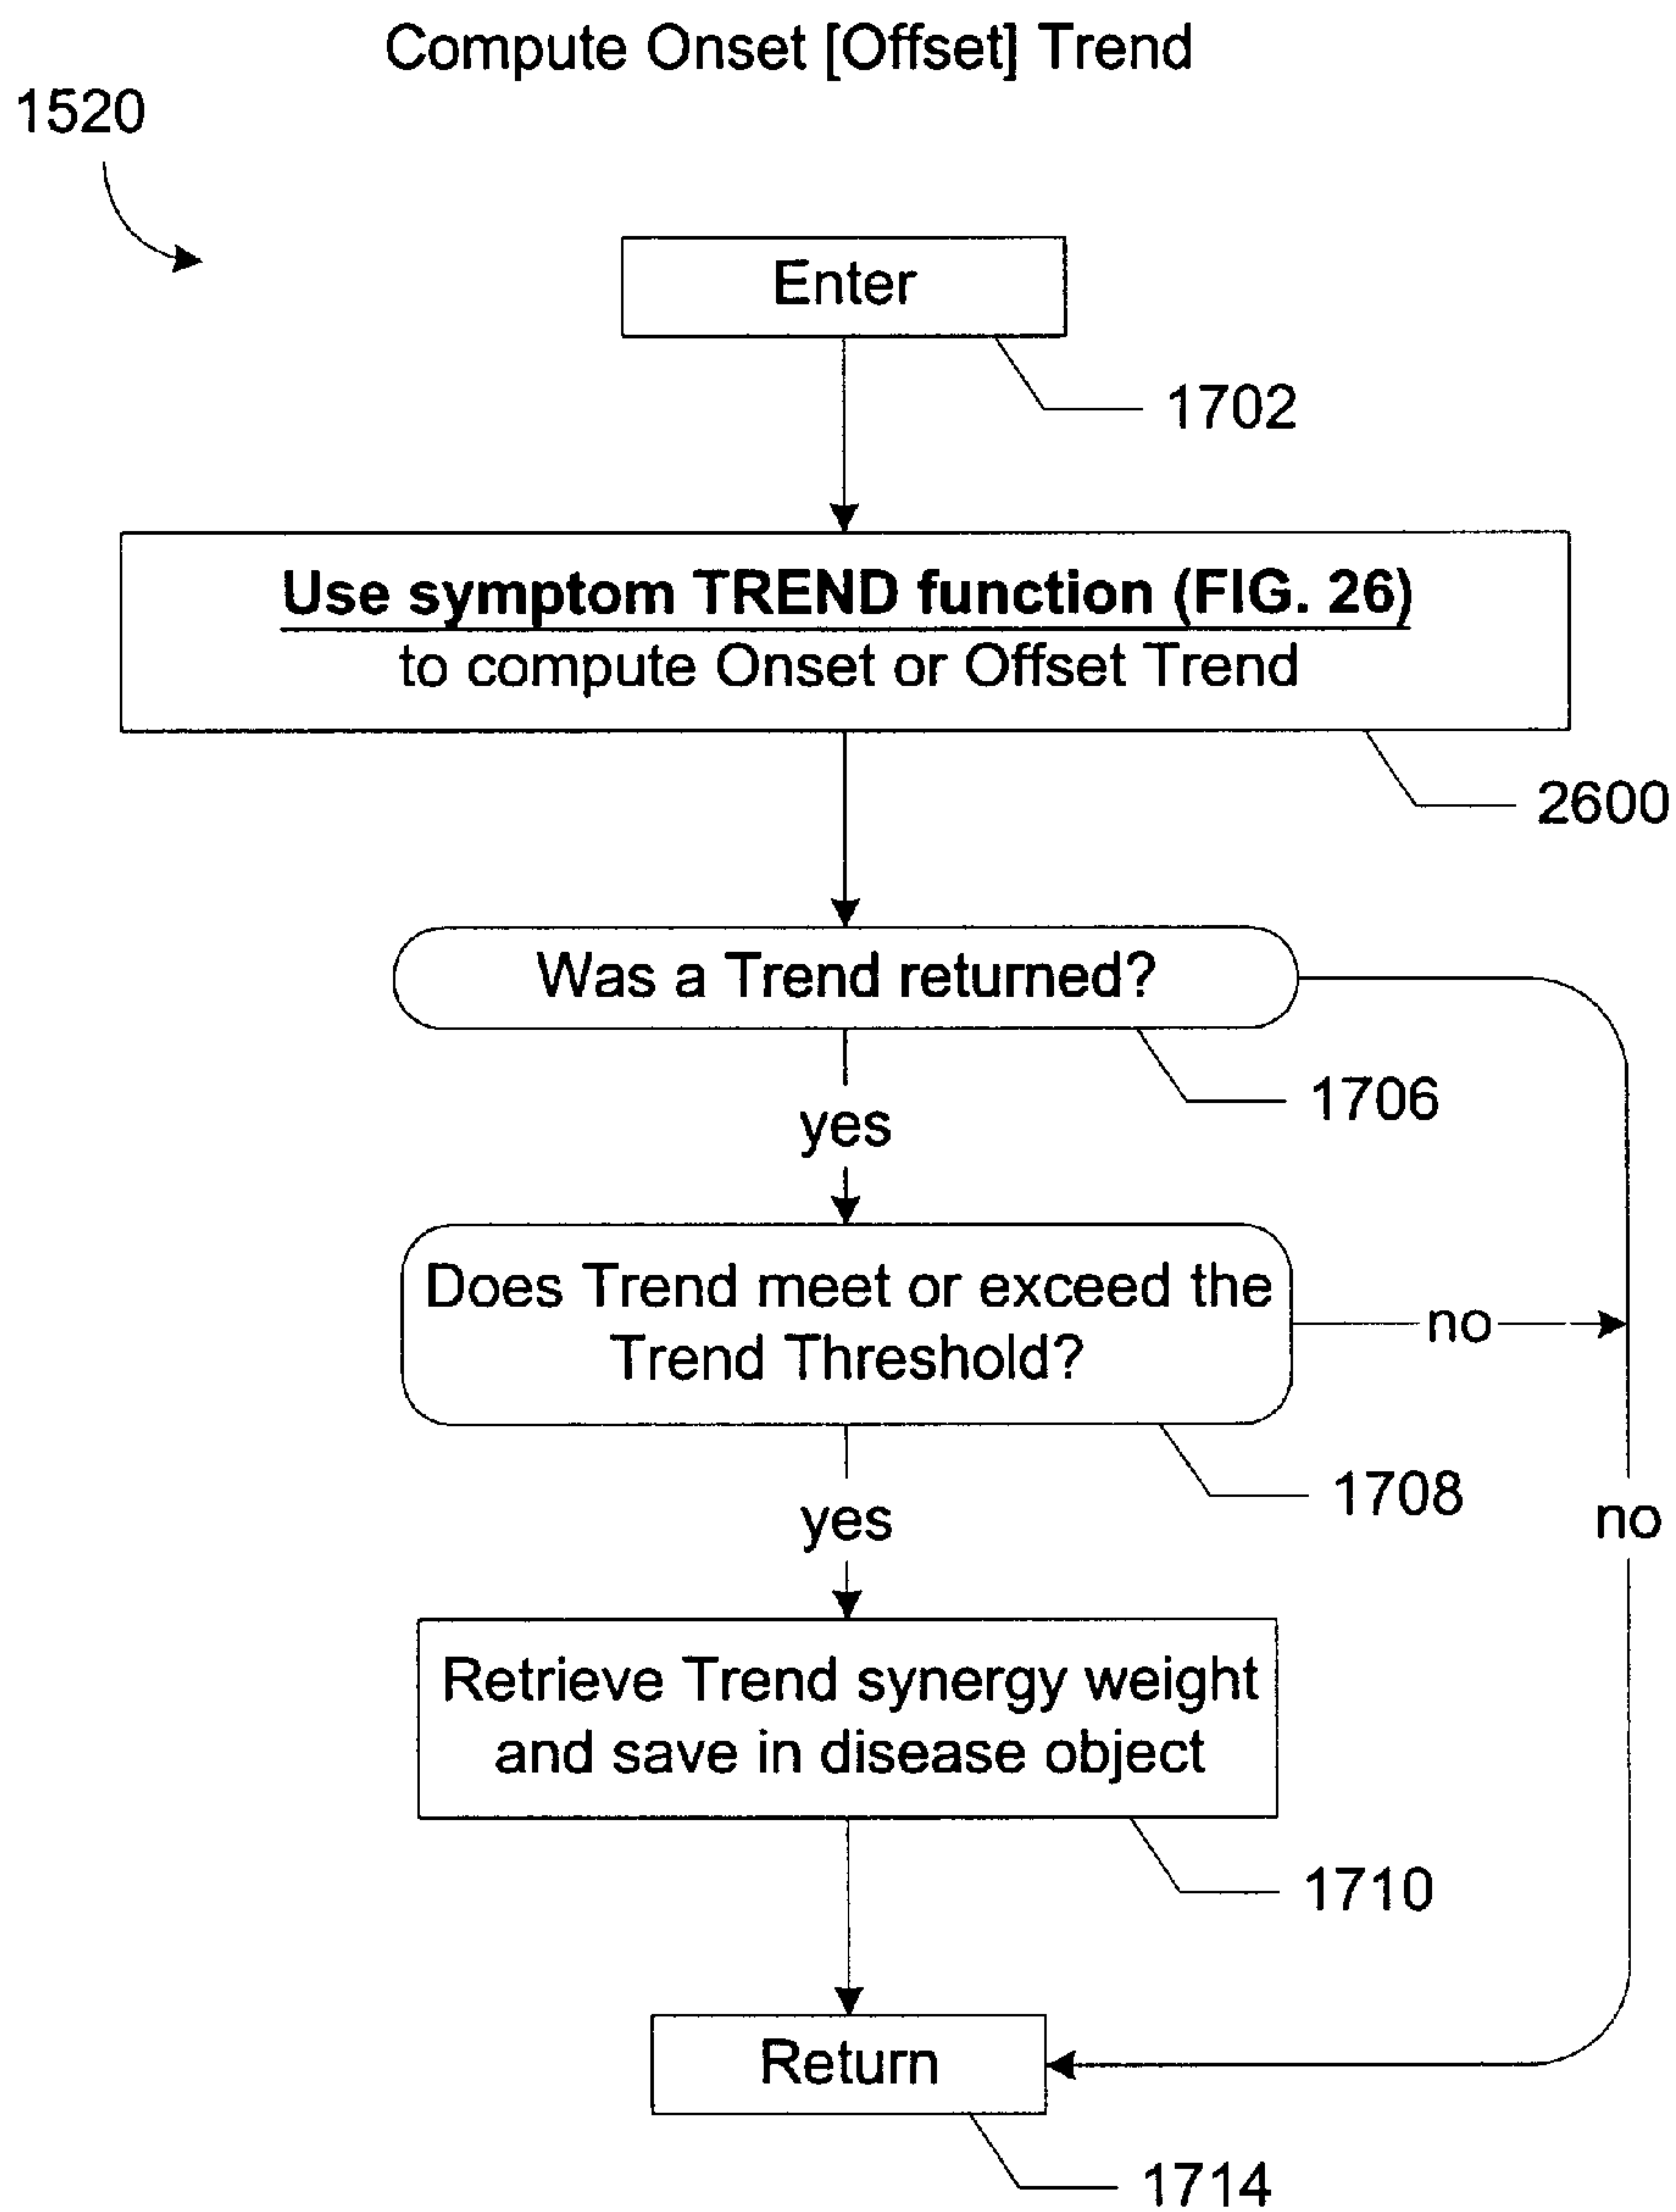 Compute Onset [Offset] Trend
1520
Enter
1702
Use symptom TREND function (FIG. 26)
to compute Onset or Offset Trend
2600
Was a Trend returned?
1706
yes
Does Trend meet or exceed the
Trend Threshold?
no
1708
yes
no
Retrieve Trend synergy weight
and save in disease object
1710
Return
1714